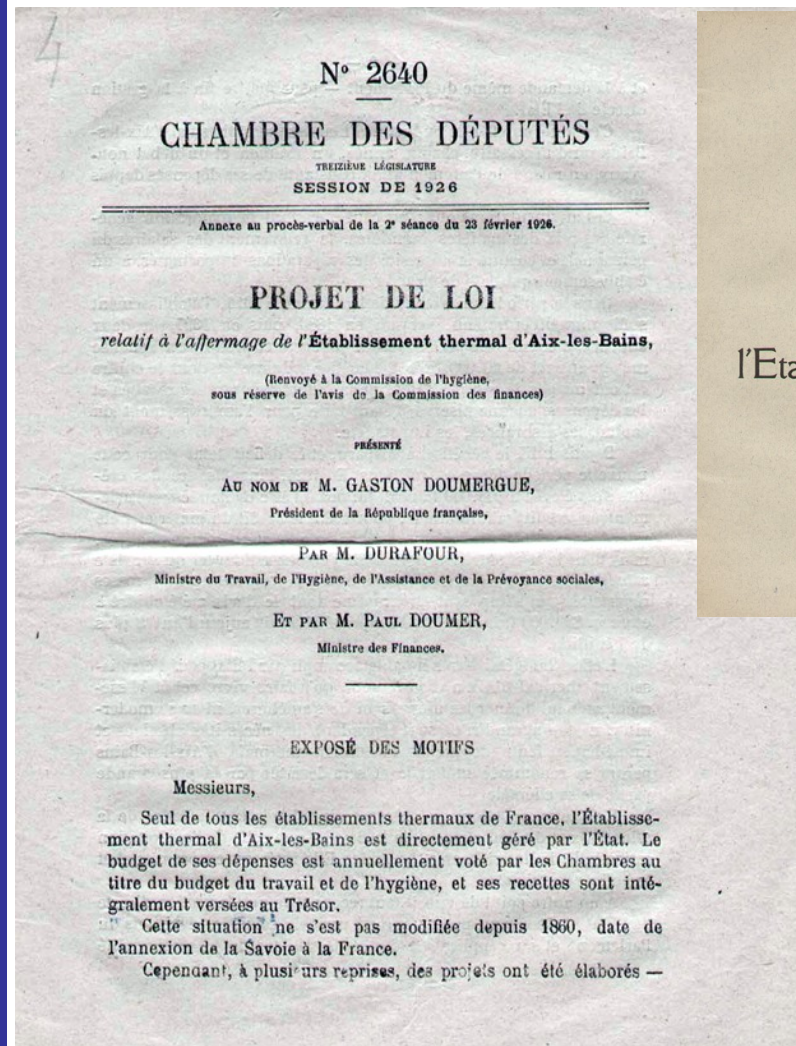 4
N° 2640
CHAMBRE DES DÉPUTÉS
TREIZIÈME LÉGISLATURE
SESSION DE 1926
Annexe au procès-verbal de la 2e séance du 23 février 1926.
PROJET DE LOI
relatif à l'affermage de l'Établissement thermal d'Aix-les-Bains,
(Renvoyé à la Commission de l'hygiène,
sous réserve de l'avis de la Commission des finances)
PRÉSENTÉ
AU NOM DE M. GASTON DOUMERGUE,
Président de la République française,
PAR M. DURAFOUR,
Ministre du Travail, de l'Hygiène, de l'Assistance et de la Prévoyance sociales,
ET PAR M. PAUL DOUMER,
Ministre des Finances.
EXPOSÉ DES MOTIFS
Messieurs,
Seul de tous les établissements thermaux de France, l'Établisse-
ment thermal d'Aix-les-Bains est directement géré par l'État. Le
budget de ses dépenses est annuellement voté par les Chambres au
titre du budget du travail et de l'hygiène, et ses recettes sont inté-
gralement versées au Trésor.
Cette situation ne s'est pas modifiée depuis 1860, date de
l'annexion de la Savoie à la France.
Cependant, à plusieurs reprises, des projets ont été élaborés —
l'Eta